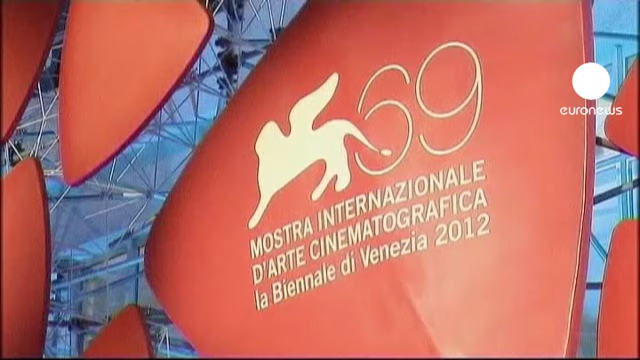 69
euronews
MOSTRA INTERNAZIONALE
D'ARTE CINEMATOGRAFICA
la Biennale di Venezia 2012